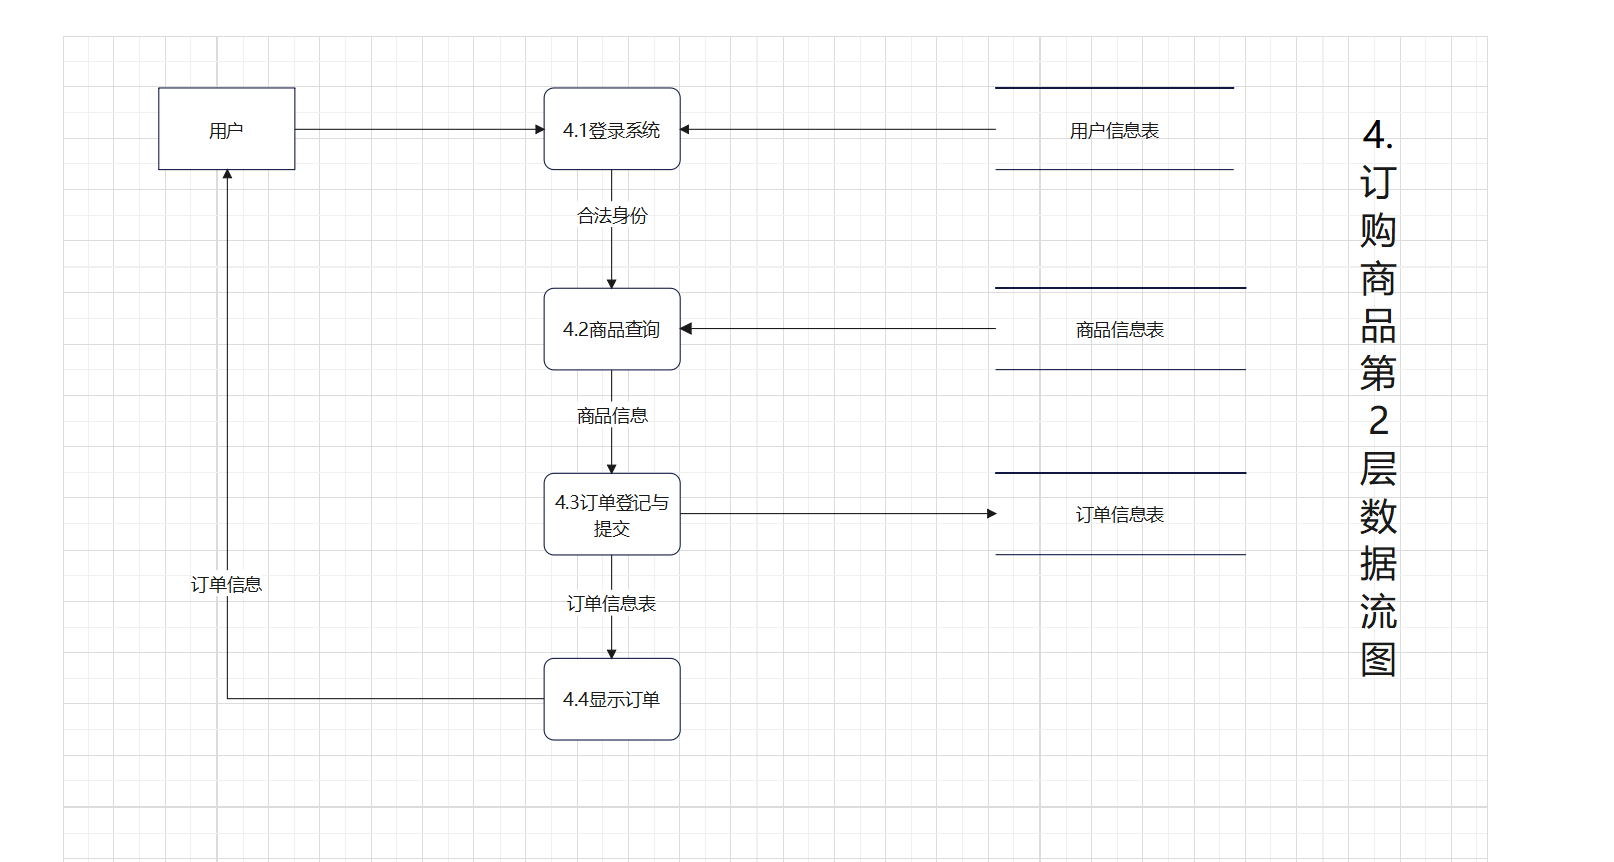 用户
4.1登录系统
用户信息表
合法身份
4.2商品查询
商品信息表
商品信息
4.3订单登记与
提交
订单信息表
订单信息
订单信息表
4.4显示订单
4.
订
购
商
品
第
2
层
数
据
流
图